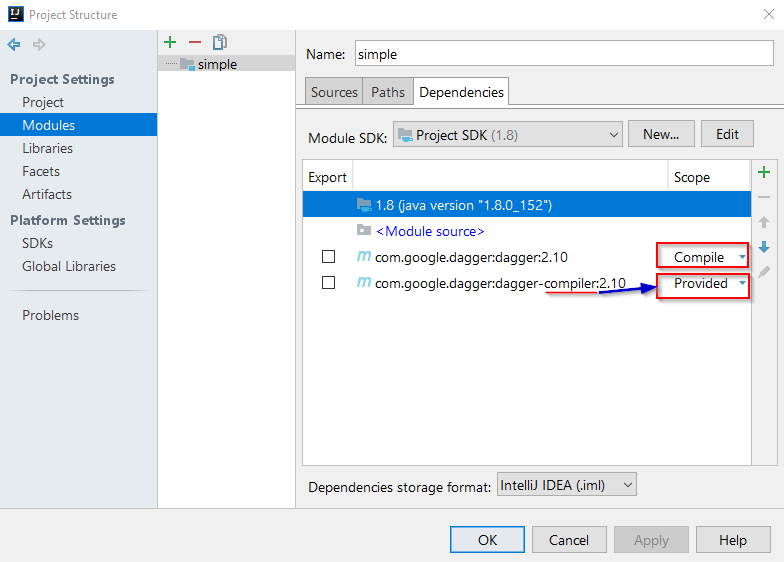 Project Structure
Project Settings
Project
Modules
Libraries
Facets
Artifacts
Platform Settings
SDKs
Global Libraries
Problems
simple
Name: simple
Sources Paths Dependencies
Module SDK: Project SDK (1.8) New... Edit
Export Scope
1.8 (java version "1.8.0_152")
<Module source>
m com.google.dagger:dagger:2.10 Compile
m com.google.dagger:dagger-compiler:2.10 Provided
Dependencies storage format: IntelliJ IDEA (.iml)
OK Cancel Apply Help